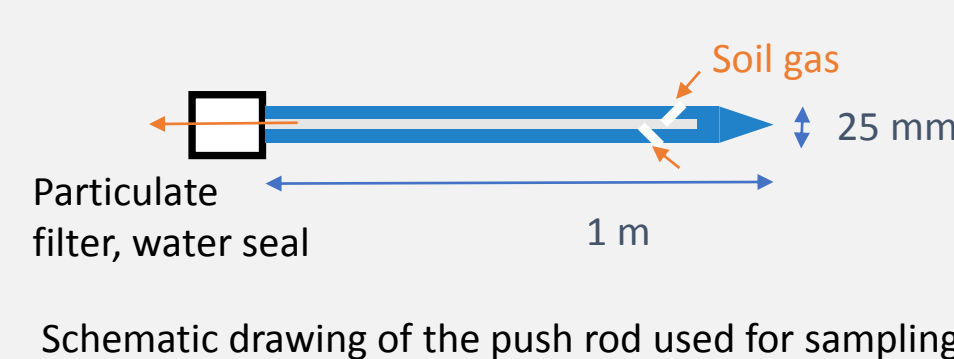 Soil gas
25 mm
Particulate
filter, water seal
1 m
Schematic drawing of the push rod used for sampling